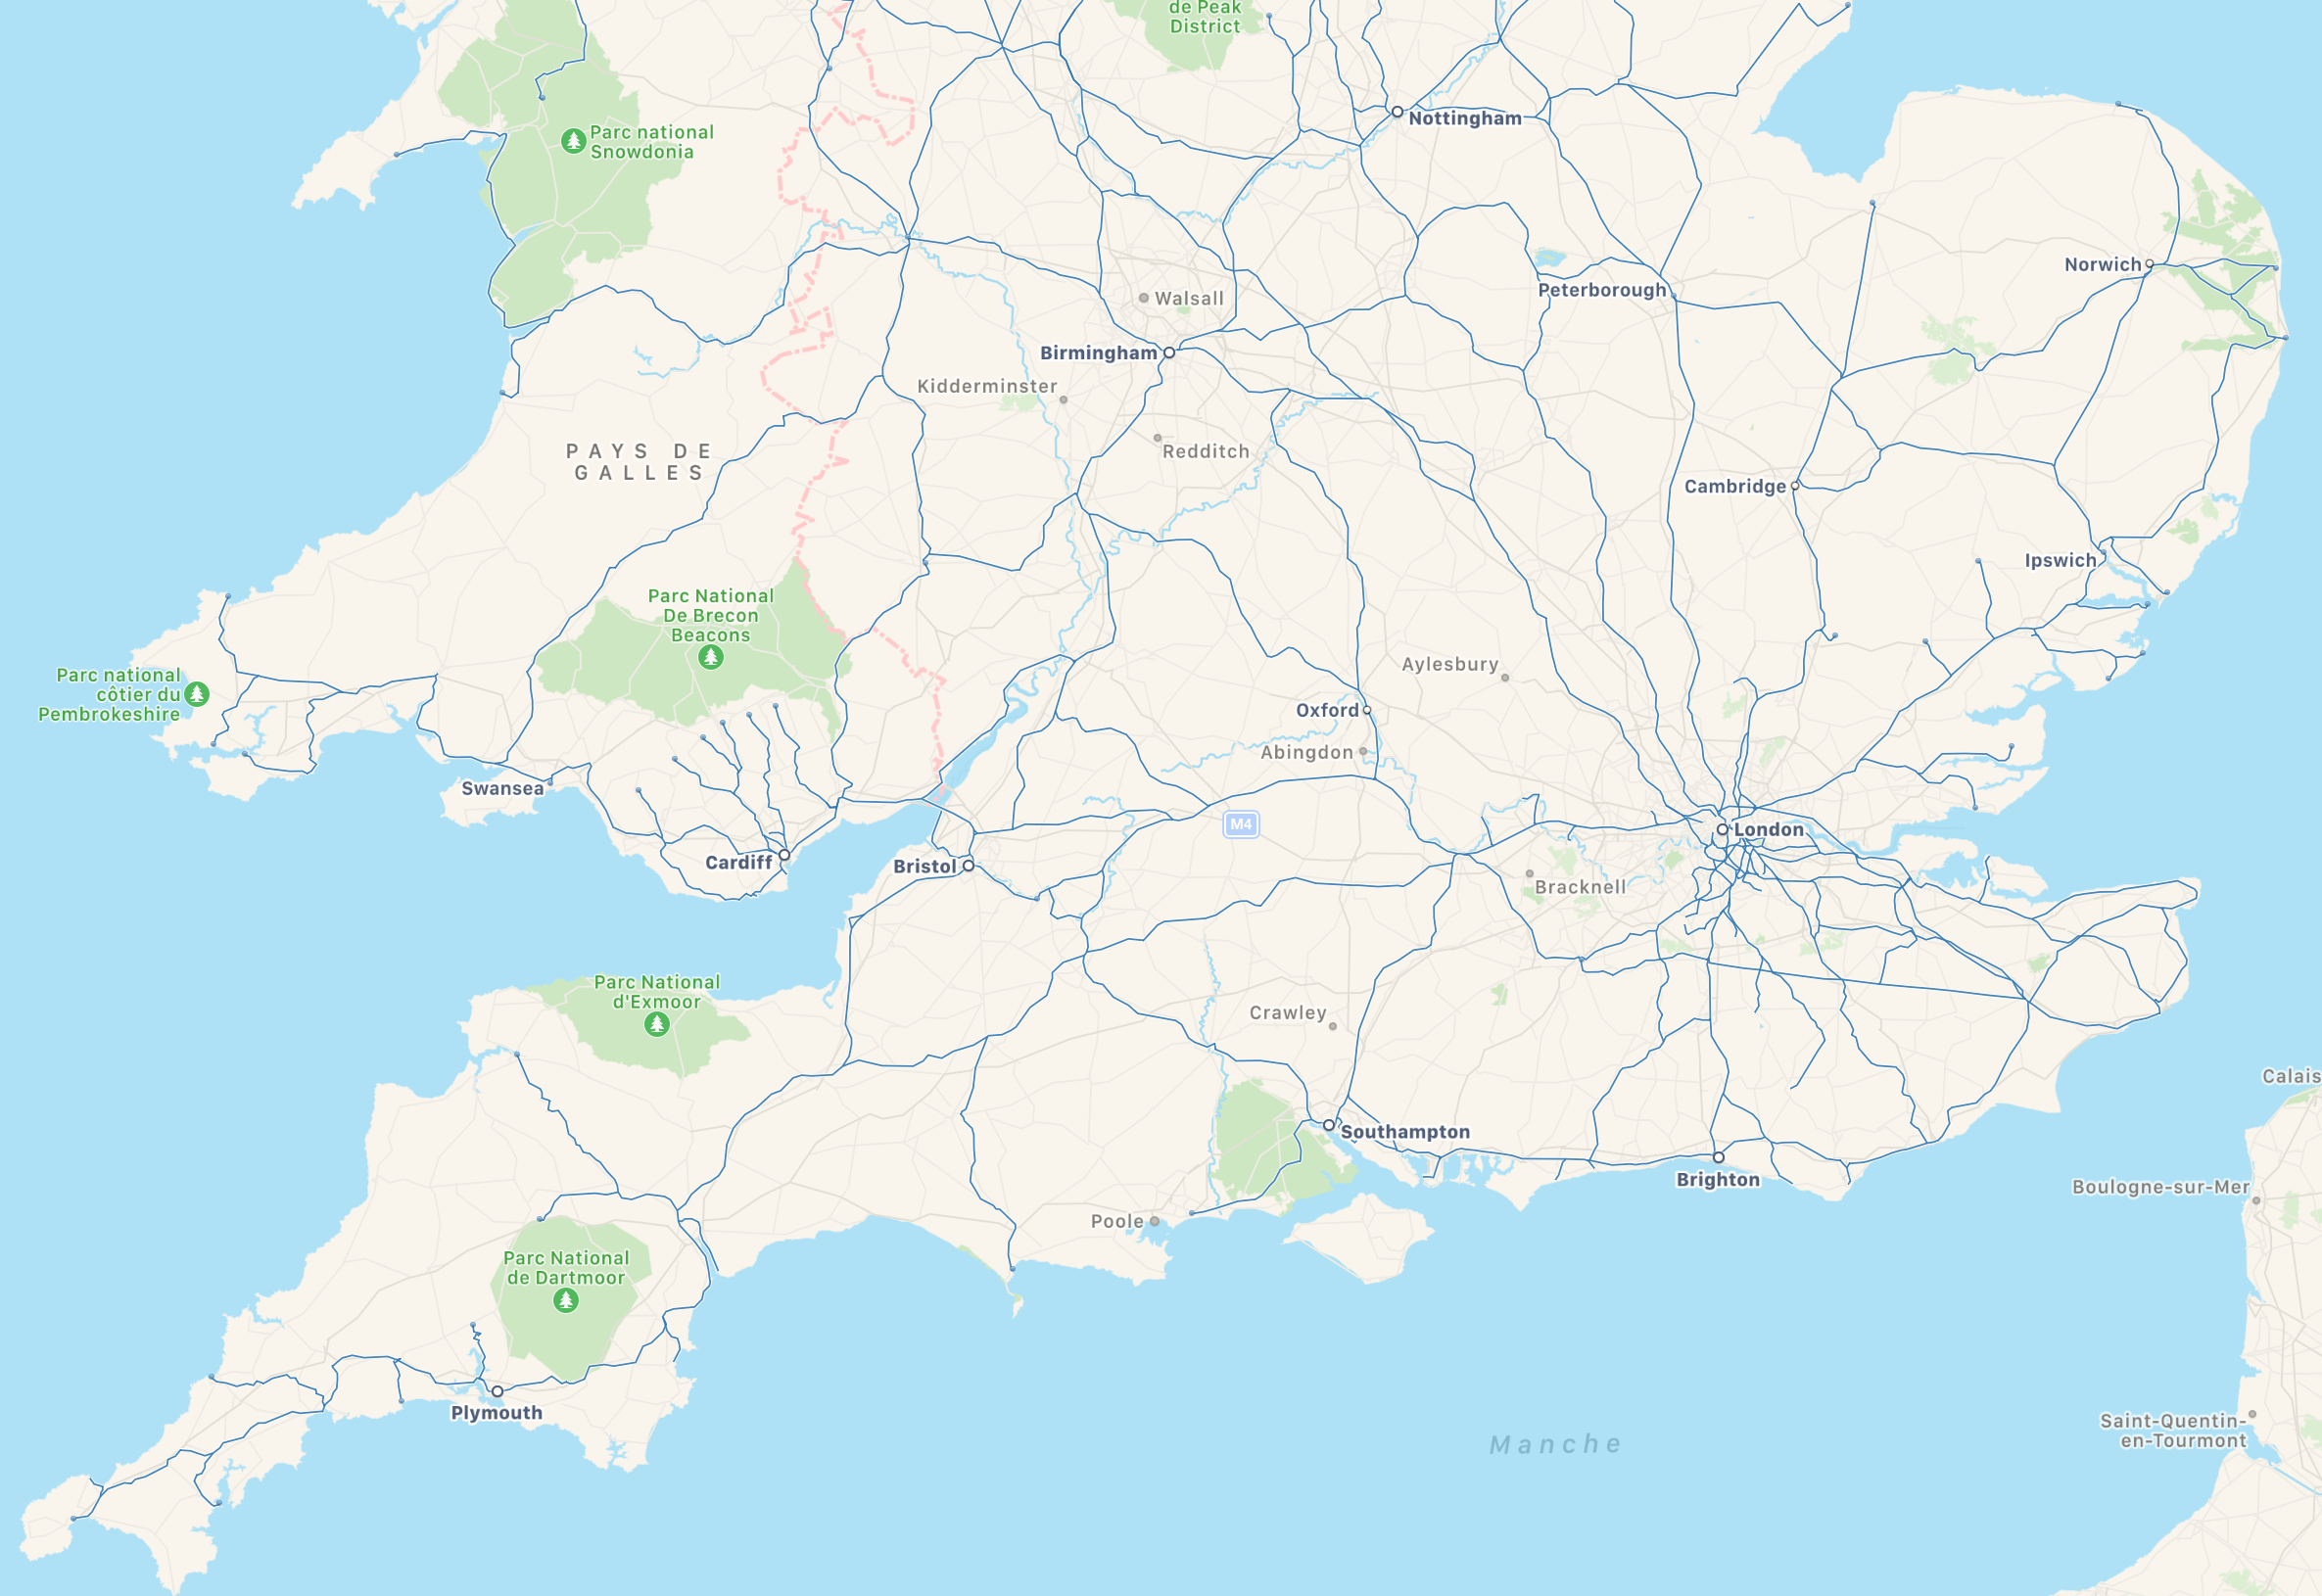 de Peak
District
Nottingham
Parc national
Snowdonia
Norwich
Peterborough
Walsall
Birmingham
Kidderminster
PAYS DE
GALLES
Redditch
Cambridge
Ipswich
Parc National
De Brecon
Beacons
Aylesbury
Parc national
côtier du
Pembrokeshire
Oxford
Abingdon
Swansea
M4
London
Cardiff
Bristol
Bracknell
Parc National
d'Exmoor
Crawley
Calais
Southampton
Brighton
Boulogne-sur-Mer
Poole
Parc National
de Dartmoor
Plymouth
Saint-Quentin-
en-Tourmont
Manche